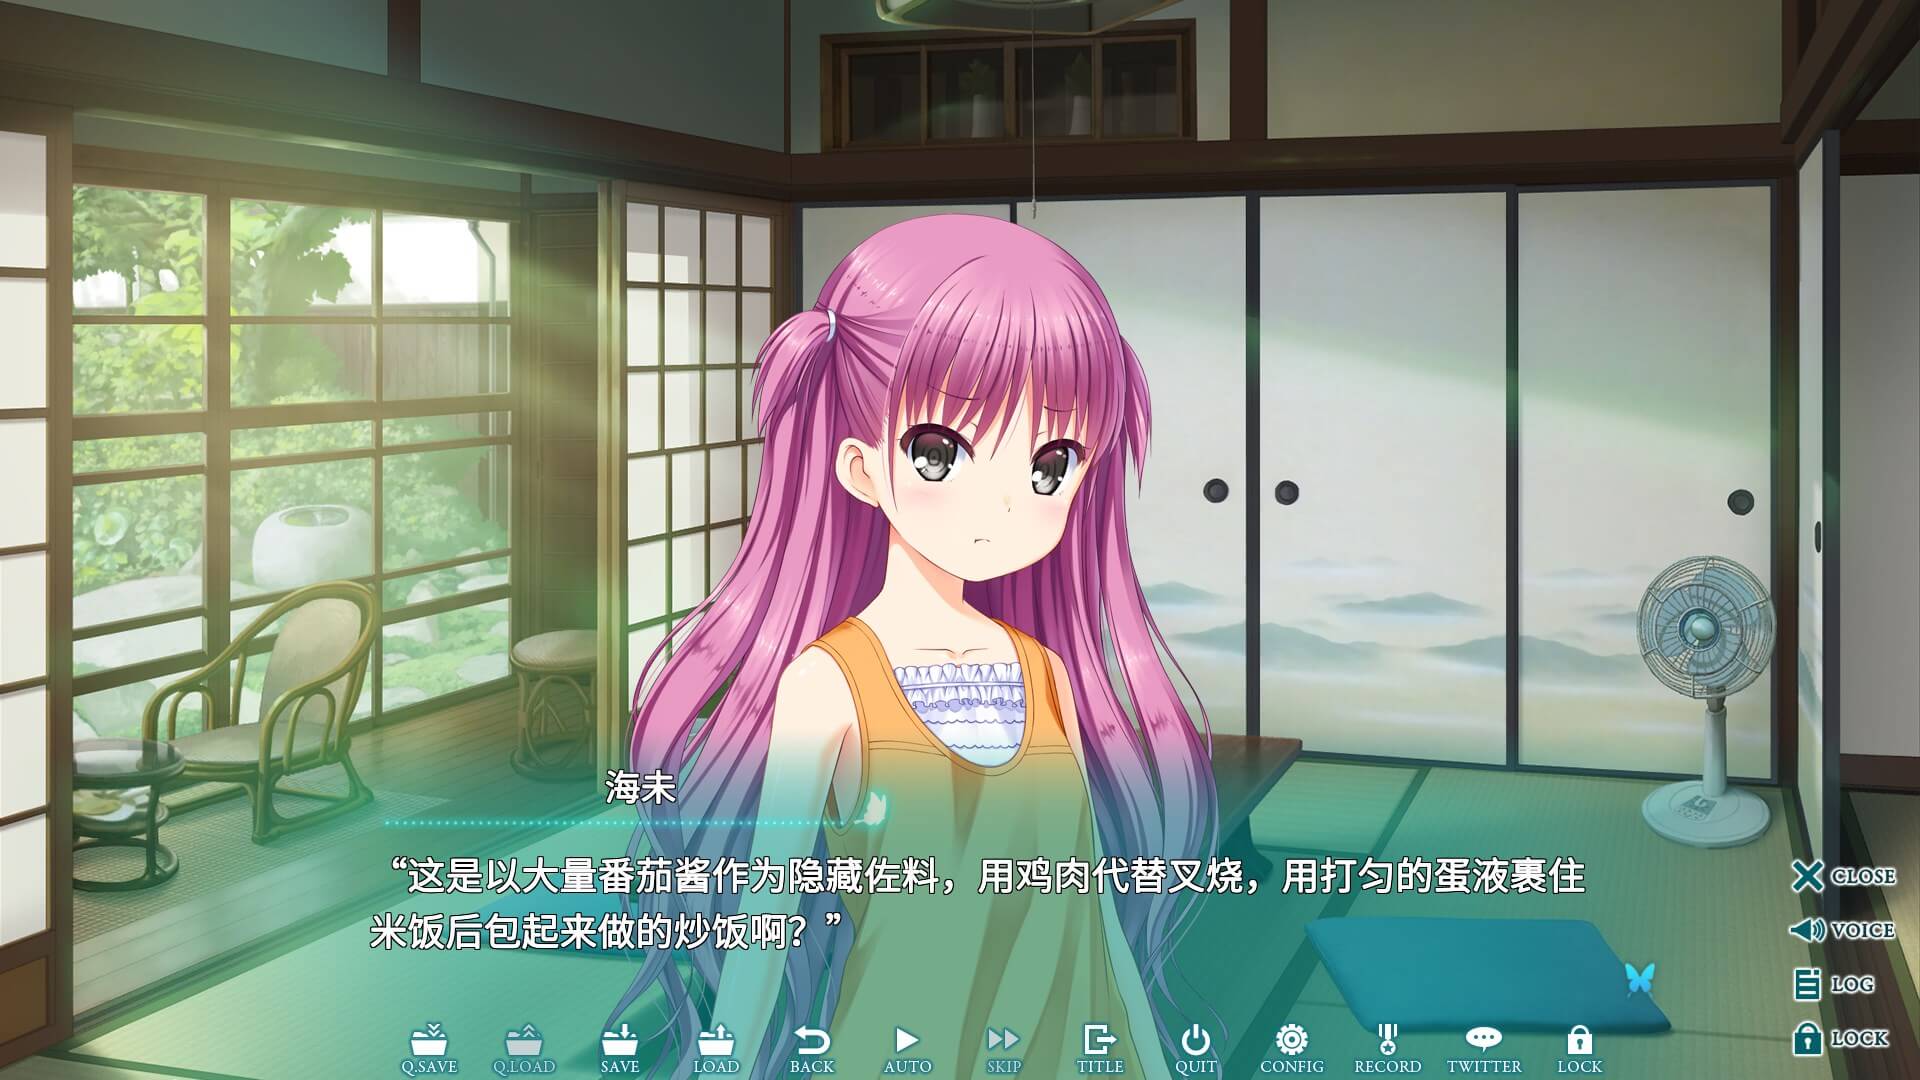 海未
“这是以大量番茄酱作为隐藏佐料，用鸡肉代替叉烧，用打匀的蛋液裹住
米饭后包起来做的炒饭啊？”
CLOSE
VOICE
LOG
LOCK
Q.SAVE Q.LOAD SAVE LOAD BACK AUTO SKIP TITLE QUIT CONFIG RECORD TWITTER LOCK